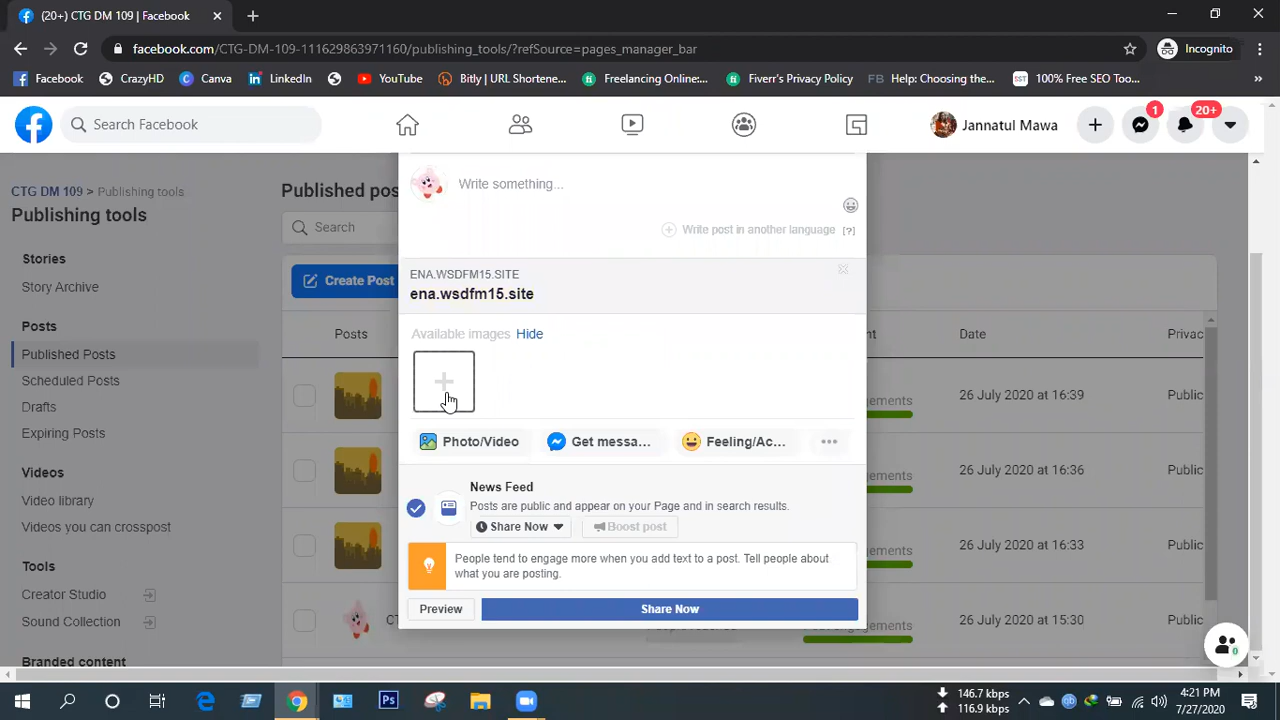 (20+) CTG DM 109 | Facebook
facebook.com/CTG-DM-109-111629863971160/publishing_tools/?refSource=pages_manager_bar
Incognito
Facebook
CrazyHD
Canva
LinkedIn
YouTube
Bitly | URL Shortene...
Freelancing Online:...
Fiverr's Privacy Policy
FB Help: Choosing the...
SST 100% Free SEO Too...
»
Search Facebook
Jannatul Mawa
1
20+
CTG DM 109 > Publishing tools
Publishing tools
Stories
Story Archive
Posts
Published Posts
Scheduled Posts
Drafts
Expiring Posts
Videos
Video library
Videos you can crosspost
Tools
Creator Studio
Sound Collection
Branded content
Published pos
Search
Create Post
Posts
Date
Privac
26 July 2020 at 16:39
Public
26 July 2020 at 16:36
Public
26 July 2020 at 16:33
Public
26 July 2020 at 15:30
Public
Write something...
Write post in another language [?]
ENA.WSDFM15.SITE
ena.wsdfm15.site
Available images Hide
Photo/Video
Get messa...
Feeling/Ac...
News Feed
Posts are public and appear on your Page and in search results.
Share Now
Boost post
People tend to engage more when you add text to a post. Tell people about
what you are posting.
Preview
Share Now
0
146.7 kbps
116.9 kbps
4:21 PM
7/27/2020